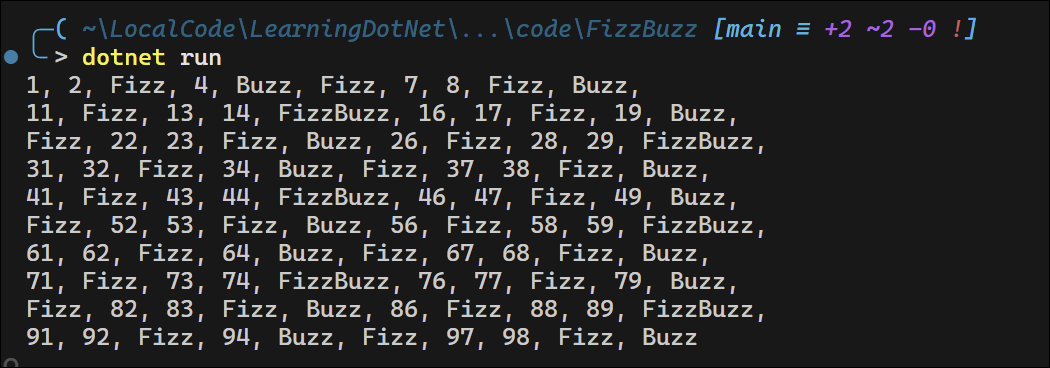 ( ~\LocalCode\LearningDotNet\...\code\FizzBuzz [main ≡ +2 ~2 -0 !]
> dotnet run
1, 2, Fizz, 4, Buzz, Fizz, 7, 8, Fizz, Buzz,
11, Fizz, 13, 14, FizzBuzz, 16, 17, Fizz, 19, Buzz,
Fizz, 22, 23, Fizz, Buzz, 26, Fizz, 28, 29, FizzBuzz,
31, 32, Fizz, 34, Buzz, Fizz, 37, 38, Fizz, Buzz,
41, Fizz, 43, 44, FizzBuzz, 46, 47, Fizz, 49, Buzz,
Fizz, 52, 53, Fizz, Buzz, 56, Fizz, 58, 59, FizzBuzz,
61, 62, Fizz, 64, Buzz, Fizz, 67, 68, Fizz, Buzz,
71, Fizz, 73, 74, FizzBuzz, 76, 77, Fizz, 79, Buzz,
Fizz, 82, 83, Fizz, Buzz, 86, Fizz, 88, 89, FizzBuzz,
91, 92, Fizz, 94, Buzz, Fizz, 97, 98, Fizz, Buzz